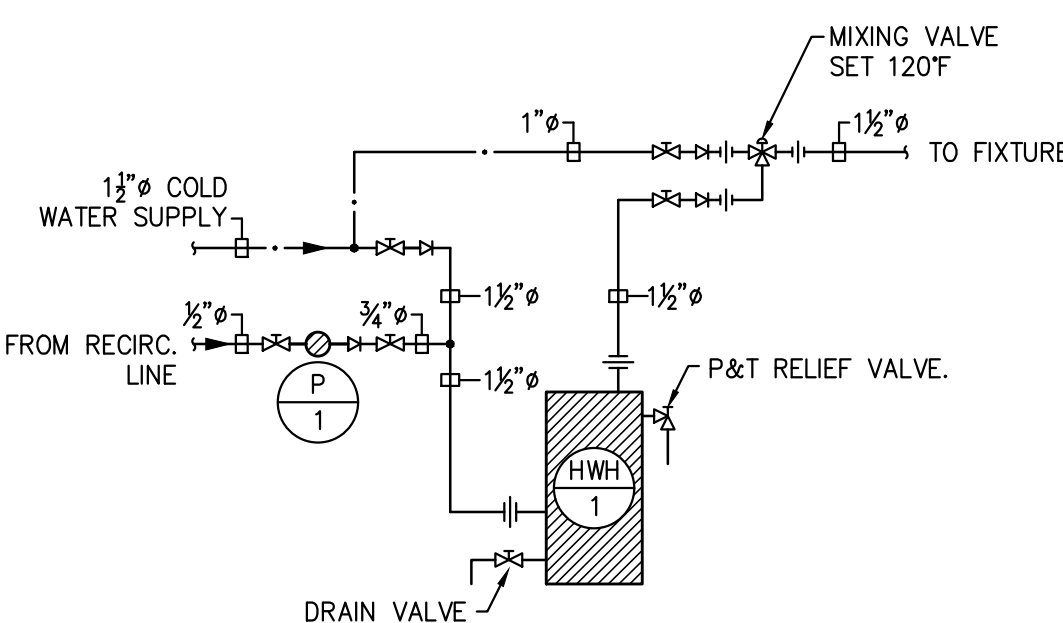 MIXING VALVE
SET 120°F
1"ø
1½"ø
TO FIXTURE
1½"ø COLD
WATER SUPPLY
1½"ø
1½"ø
½"ø
¾"ø
FROM RECIRC.
LINE
1½"ø
P&T RELIEF VALVE.
P
1
HWH
1
DRAIN VALVE